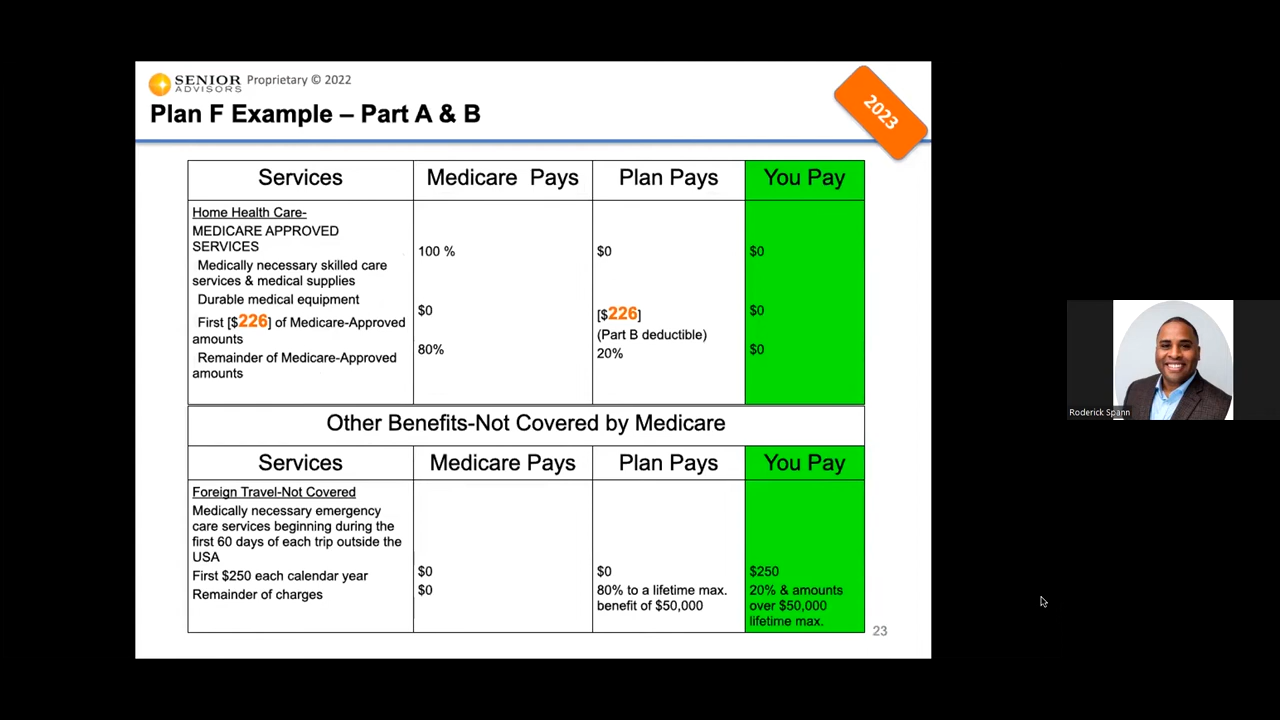 SENIOR
ADVISORS
Proprietary © 2022
2023
Plan F Example – Part A & B
Services
Medicare Pays
Plan Pays
You Pay
Home Health Care-
MEDICARE APPROVED
SERVICES
100 %
$0
$0
Medically necessary skilled care
services & medical supplies
Durable medical equipment
First [$226] of Medicare-Approved
amounts
$0
[$226]
(Part B deductible)
$0
Remainder of Medicare-Approved
amounts
80%
20%
$0
Other Benefits-Not Covered by Medicare
Services
Medicare Pays
Plan Pays
You Pay
Foreign Travel-Not Covered
Medically necessary emergency
care services beginning during the
first 60 days of each trip outside the
USA
First $250 each calendar year
$0
$0
$250
Remainder of charges
$0
80% to a lifetime max.
benefit of $50,000
20% & amounts
over $50,000
lifetime max.
23
Roderick Spann